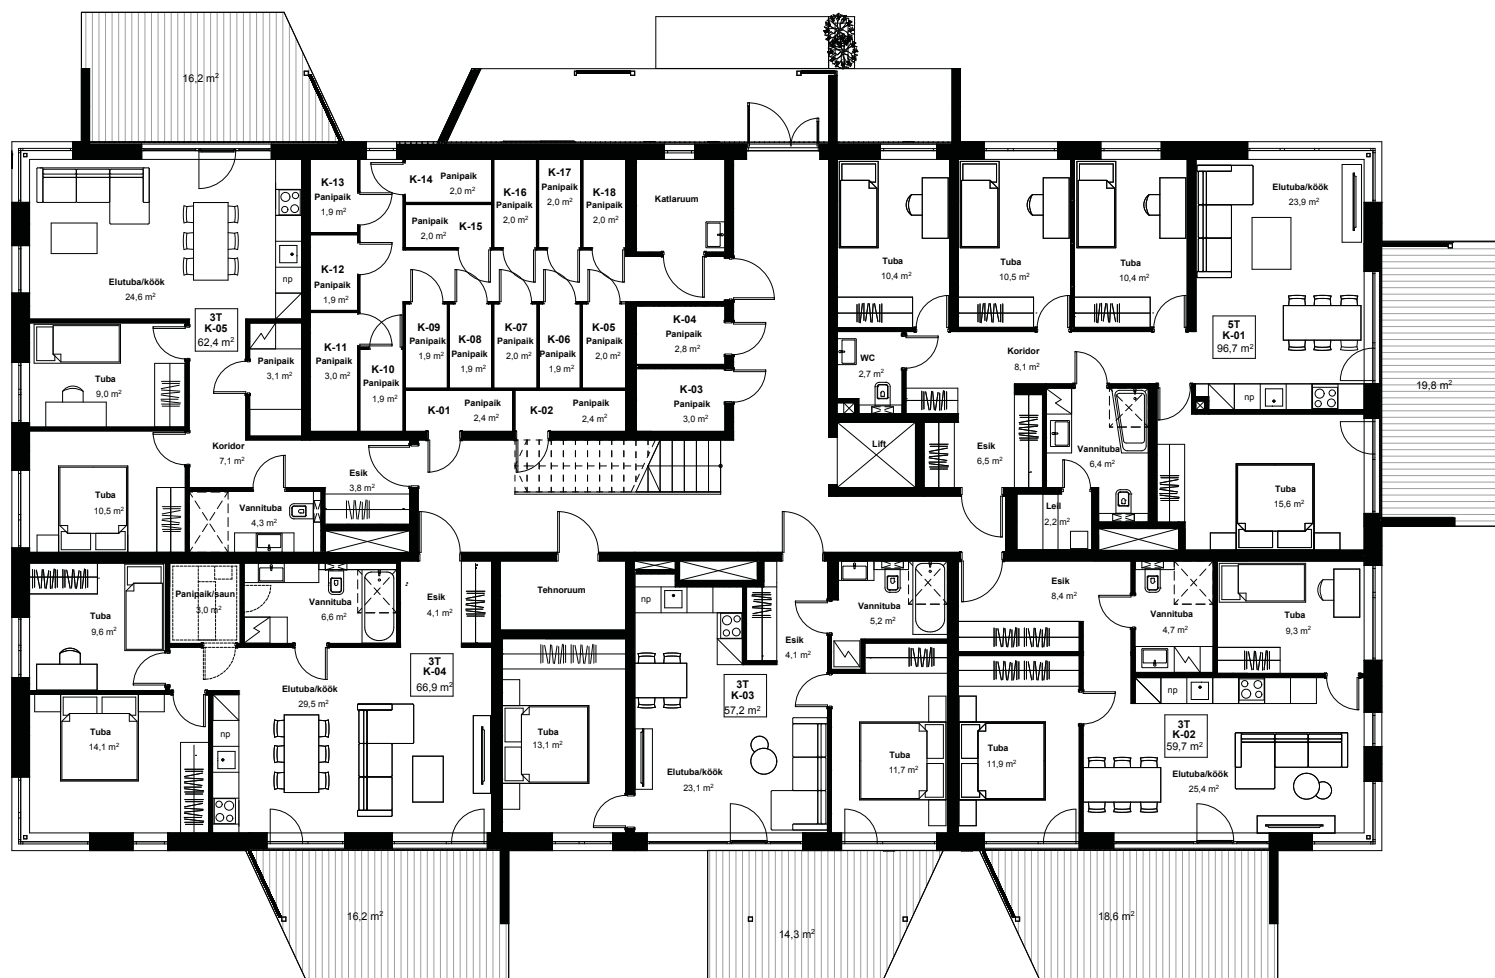 16,2 m²
K-13
Panipaik
1,9 m²
K-14 Panipaik
2,0 m²
Panipaik K-15
2,0 m²
K-16
Panipaik
2,0 m²
K-17
Panipaik
2,0 m²
K-18
Panipaik
2,0 m²
Katlaruum
Tuba
10,4 m²
Tuba
10,5 m²
Tuba
10,4 m²
Elutuba/köök
23,9 m²
Elutuba/köök
24,6 m²
np
3T
K-05
62,4 m²
K-12
Panipaik
1,9 m²
K-11
Panipaik
3,0 m²
K-10
Panipaik
1,9 m²
K-09
Panipaik
1,9 m²
K-08
Panipaik
1,9 m²
K-07
Panipaik
2,0 m²
K-06
Panipaik
1,9 m²
K-05
Panipaik
2,0 m²
K-04
Panipaik
2,8 m²
K-03
Panipaik
3,0 m²
K-01 Panipaik
2,4 m²
K-02 Panipaik
2,4 m²
WC
2,7 m²
Koridor
8,1 m²
5T
K-01
96,7 m²
19,8 m²
np
Tuba
9,0 m²
Panipaik
3,1 m²
Koridor
7,1 m²
Esik
3,8 m²
Tuba
10,5 m²
Vannituba
4,3 m²
Lift
Esik
6,5 m²
Vannituba
6,4 m²
Leil
2,2 m²
Tuba
15,6 m²
Tuba
9,6 m²
Panipaik/saun
3,0 m²
Vannituba
6,6 m²
Esik
4,1 m²
Tehnoruum
np
Esik
4,1 m²
Vannituba
5,2 m²
Esik
8,4 m²
Vannituba
4,7 m²
Tuba
9,3 m²
3T
K-04
66,9 m²
Elutuba/köök
29,5 m²
np
Tuba
14,1 m²
Tuba
13,1 m²
3T
K-03
57,2 m²
Elutuba/köök
23,1 m²
Tuba
11,7 m²
Tuba
11,9 m²
np
3T
K-02
59,7 m²
Elutuba/köök
25,4 m²
16,2 m²
14,3 m²
18,6 m²